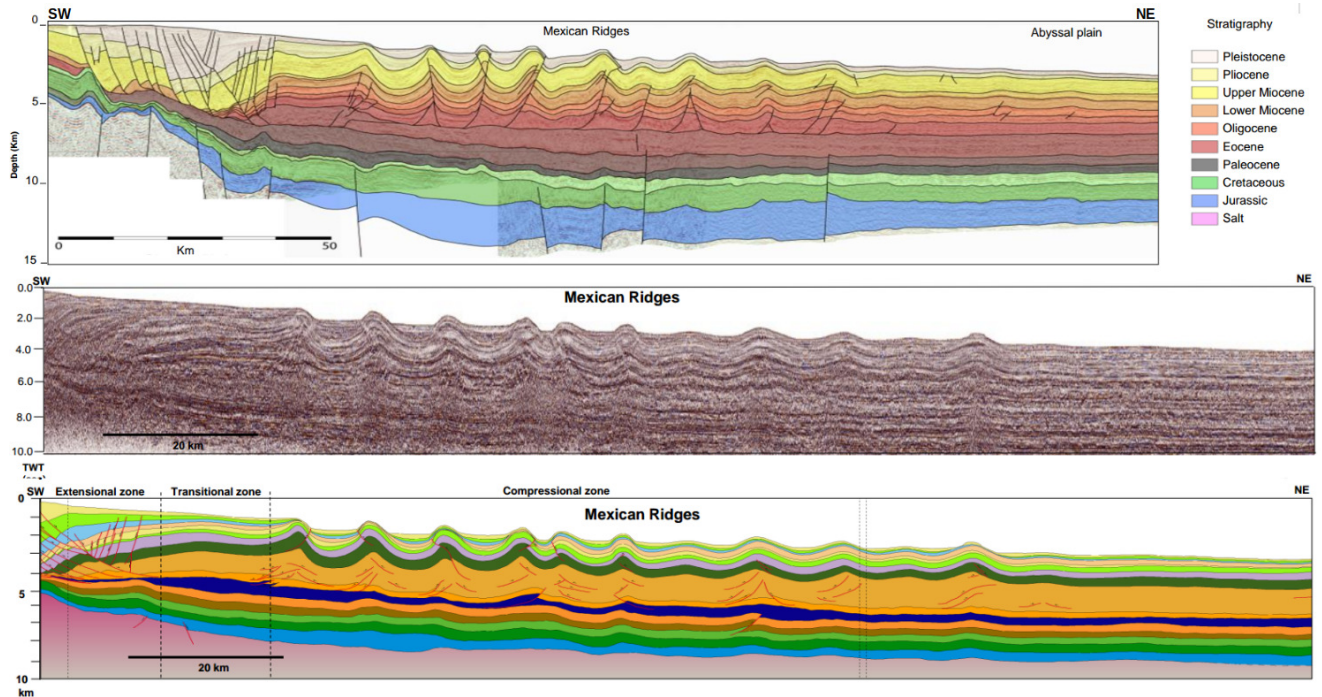 SW NE
Mexican Ridges
Abyssal plain
Stratigraphy
Pleistocene
Pliocene
Upper Miocene
Lower Miocene
Oligocene
Eocene
Paleocene
Cretaceous
Jurassic
Salt
Depth (Km)
0
5
10
15
0 50
Km
SW NE
Mexican Ridges
0.0
2.0
4.0
6.0
8.0
10.0
20 km
TWT
SW Extensional zone Transitional zone Compressional zone NE
Mexican Ridges
0
5
10
km
20 km